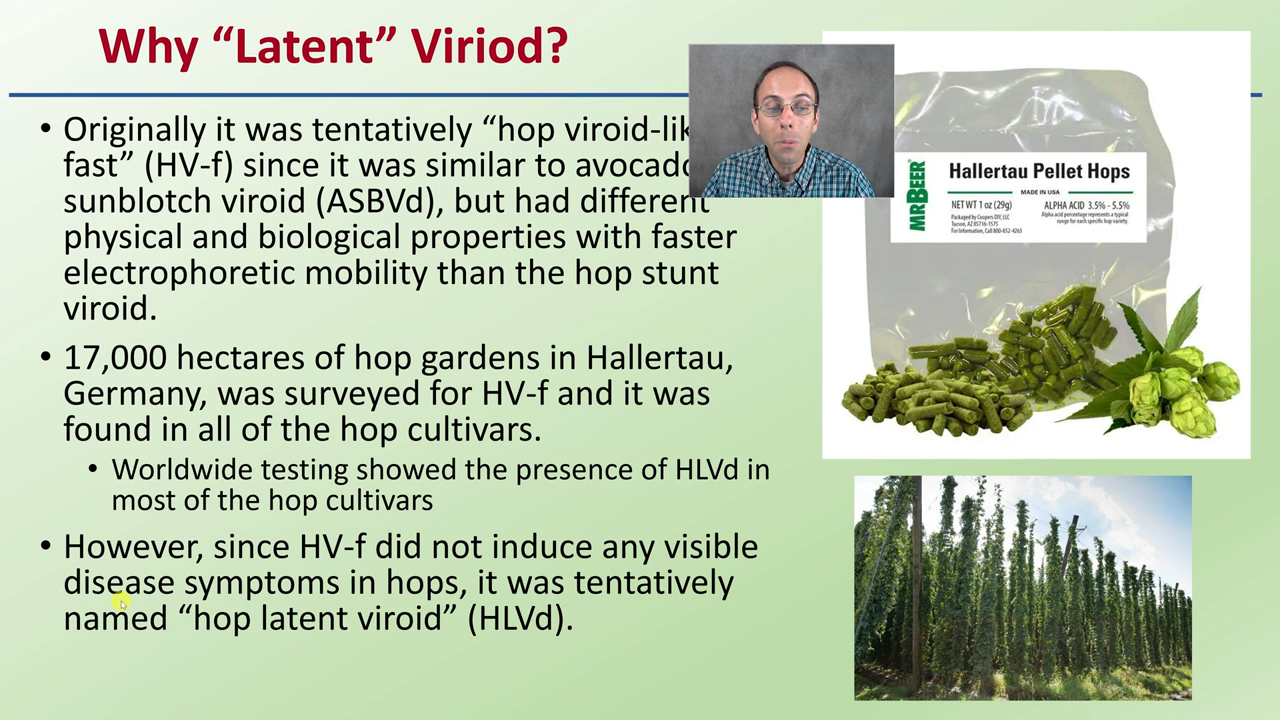 Why “Latent” Viriod?
• Originally it was tentatively “hop viroid-lik
fast” (HV-f) since it was similar to avocado
sunblotch viroid (ASBVd), but had different
physical and biological properties with faster
electrophoretic mobility than the hop stunt
viroid.
• 17,000 hectares of hop gardens in Hallertau,
Germany, was surveyed for HV-f and it was
found in all of the hop cultivars.
• Worldwide testing showed the presence of HLVd in
most of the hop cultivars
• However, since HV-f did not induce any visible
disease symptoms in hops, it was tentatively
named “hop latent viroid” (HLVd).
MRBEER
Hallertau Pellet Hops
MADE IN USA
NET WT 1 oz (29g)
Packaged by Coopers DIY, LLC
Tucson, AZ 85716-1575
For Information, Call 800-852-4263
ALPHA ACID 3.5% - 5.5%
Alpha acid percentage represents a typical
range for each specific hop variety.